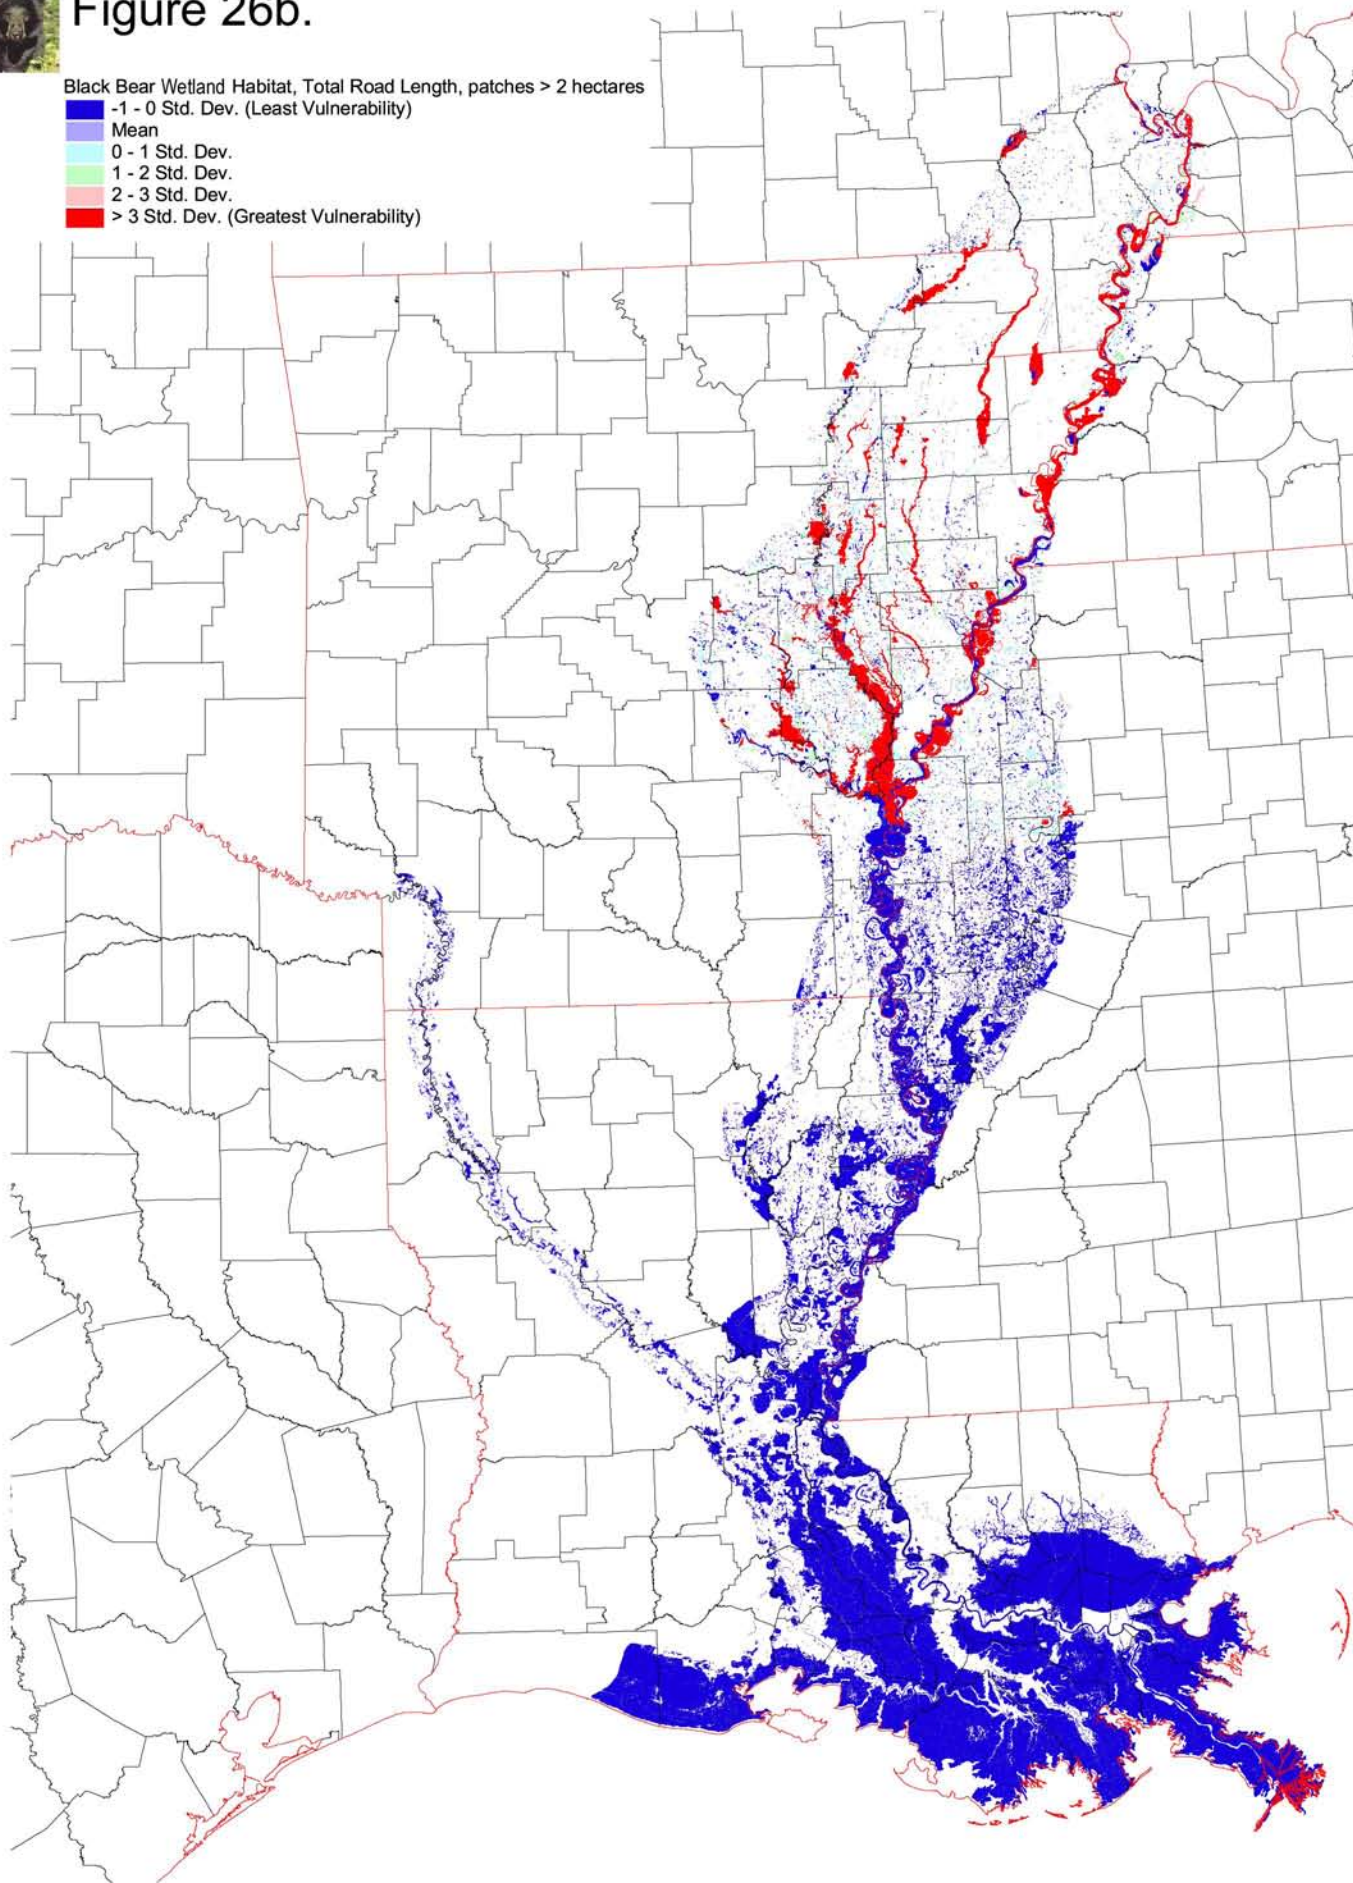 Figure 26b.
Black Bear Wetland Habitat, Total Road Length, patches > 2 hectares
-1 - 0 Std. Dev. (Least Vulnerability)
Mean
0 - 1 Std. Dev.
1 - 2 Std. Dev.
2 - 3 Std. Dev.
> 3 Std. Dev. (Greatest Vulnerability)